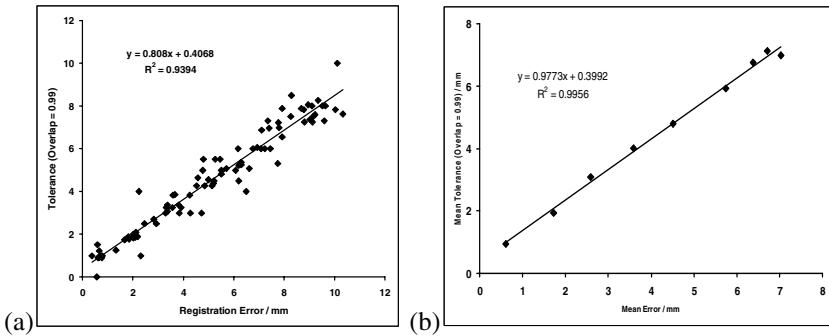 (a)
12
10
8
6
4
2
0
0 2 4 6 8 10 12
Tolerance (Overlap = 0.99)
Registration Error / mm
y = 0.808x + 0.4068
R² = 0.9394
(b)
8
6
4
2
0
0 1 2 3 4 5 6 7 8
Mean Tolerance (Overlap = 0.99) / mm
Mean Error / mm
y = 0.9773x + 0.3992
R² = 0.9956